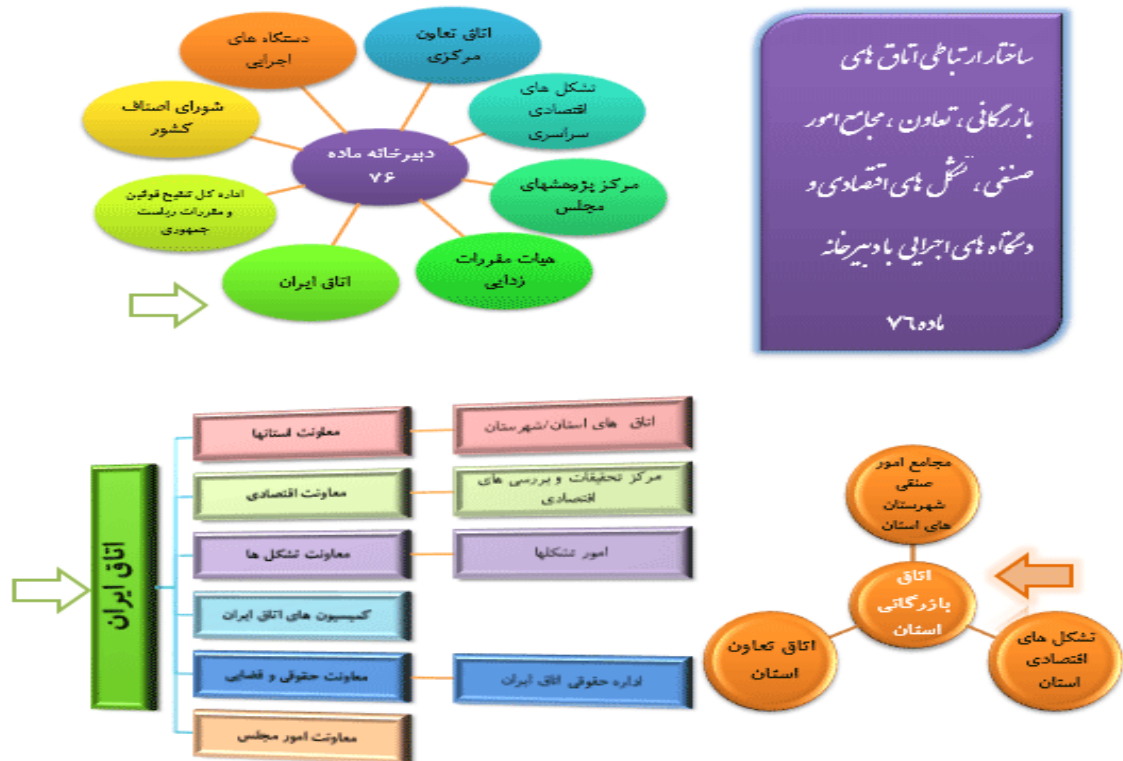 ساختار ارتباطی اتاق های
بازرگانی، تعاون، مجامع امور
صنفی، تشکل های اقتصادی و
دستگاه های اجرایی با دبیرخانه
ماده ۷۶
دبیرخانه ماده
۷۶
اتاق تعاون
مرکزی
تشکل های
اقتصادی
سراسری
مرکز پژوهشهای
مجلس
هیات مقررات
زدایی
اتاق ایران
اداره کل تنقیح قوانین
و مقررات ریاست
جمهوری
شورای اصناف
کشور
دستگاه های
اجرایی
اتاق ایران
معاونت استانها
اتاق های استان/شهرستان
معاونت اقتصادی
مرکز تحقیقات و بررسی های
اقتصادی
معاونت تشکل ها
امور تشکلها
کمیسیون های اتاق ایران
معاونت حقوقی و قضایی
اداره حقوقی اتاق ایران
معاونت امور مجلس
مجامع امور
صنفی
شهرستان
های استان
اتاق
بازرگانی
استان
تشکل های
اقتصادی
استان
اتاق تعاون
استان